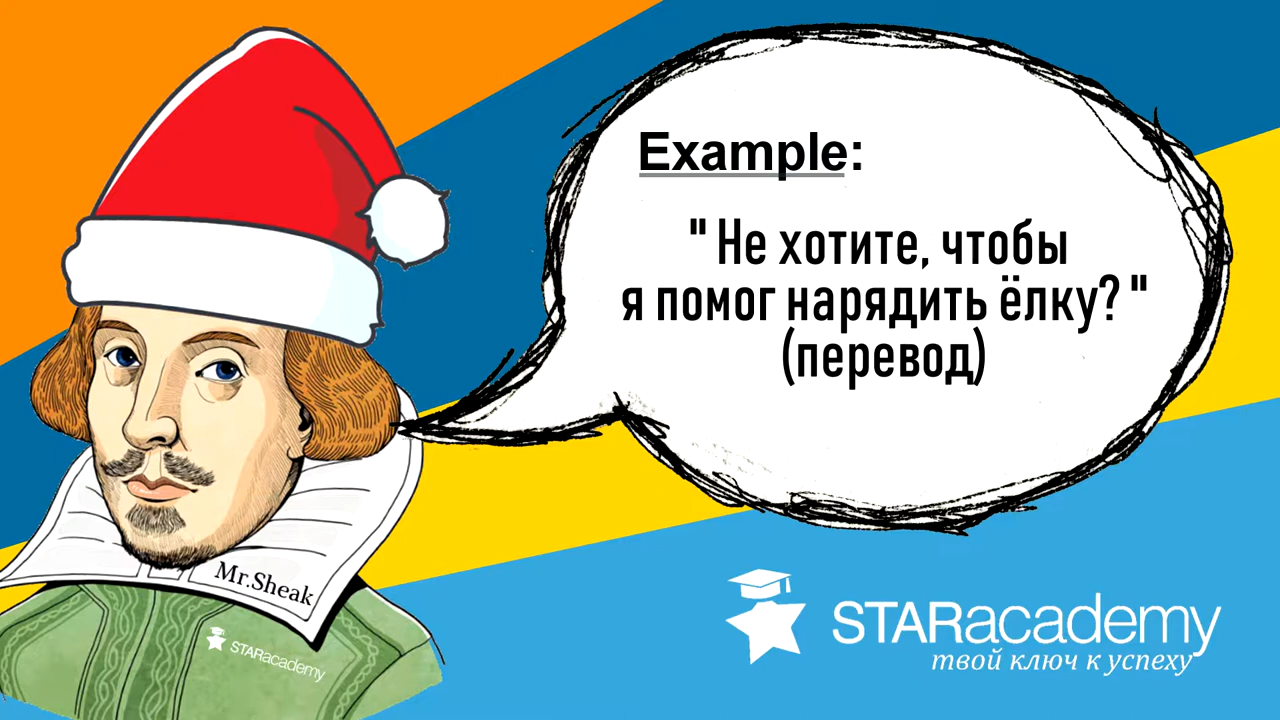 Example:
" Не хотите, чтобы
я помог нарядить ёлку? "
(перевод)
Mr.Sheak
STARacademy
STARacademy
твой ключ к успеху